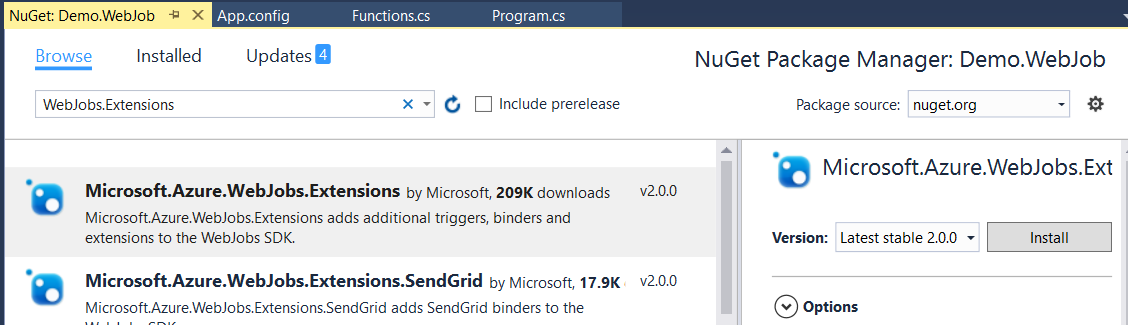 NuGet: Demo.WebJob App.config Functions.cs Program.cs
Browse Installed Updates 4 NuGet Package Manager: Demo.WebJob
WebJobs.Extensions Include prerelease Package source: nuget.org
Microsoft.Azure.WebJobs.Extensions by Microsoft, 209K downloads v2.0.0
Microsoft.Azure.WebJobs.Extensions adds additional triggers, binders and
extensions to the WebJobs SDK.
Microsoft.Azure.WebJobs.Extensions.SendGrid by Microsoft, 17.9K v2.0.0
Microsoft.Azure.WebJobs.Extensions.SendGrid adds SendGrid binders to the
WebJobs SDK.
Microsoft.Azure.WebJobs.Ext
Version: Latest stable 2.0.0 Install
Options